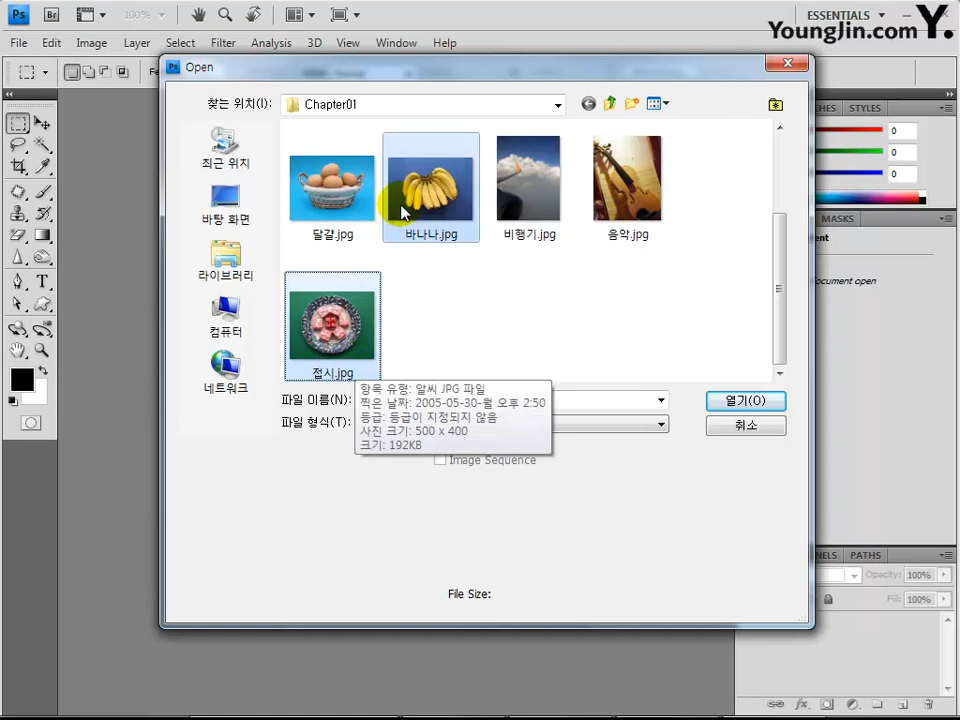 Ps
Br
100%
ESSENTIALS
YoungJin.com Y.
File Edit Image Layer Select Filter Analysis 3D View Window Help
Ps Open
찾는 위치(I): Chapter01
최근 위치
바탕 화면
라이브러리
컴퓨터
네트워크
달걀.jpg 바나나.jpg 비행기.jpg 음악.jpg
접시.jpg
파일 이름(N):
열기(O)
파일 형식(T):
취소
항목 유형: 알씨 JPG 파일
찍은 날짜: 2005-05-30-월 오후 2:50
등급: 등급이 지정되지 않음
사진 크기: 500 x 400
크기: 192KB
Image Sequence
File Size:
STYLES
0
0
0
MASKS
PATHS
Opacity: 100%
Fill: 100%
fx